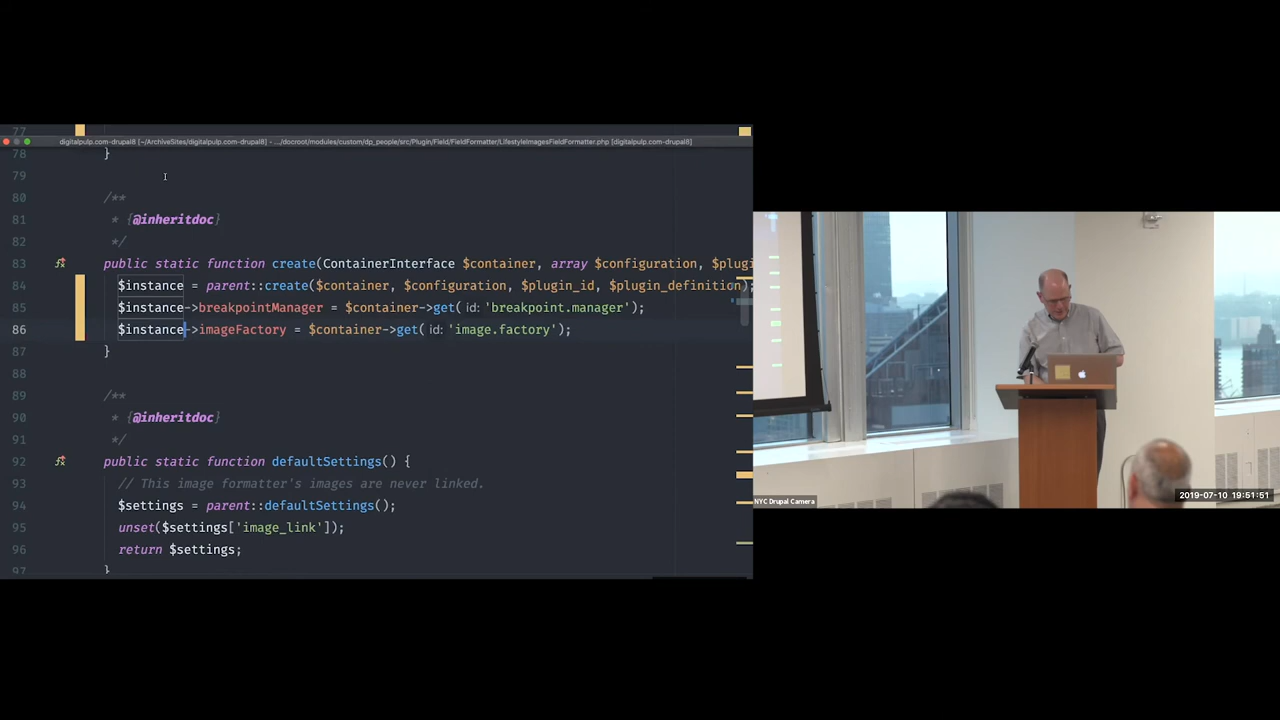 77
digitalpulp.com-drupal8 [~/ArchiveSites/digitalpulp.com-drupal8] - .../docroot/modules/custom/dp_people/src/Plugin/Field/FieldFormatter/LifestyleImagesFieldFormatter.php [digitalpulp.com-drupal8]
78 }
79
80 /**
81 * {@inheritdoc}
82 */
83 public static function create(ContainerInterface $container, array $configuration, $plugi
84 $instance = parent::create($container, $configuration, $plugin_id, $plugin_definition);
85 $instance->breakpointManager = $container->get( id: 'breakpoint.manager');
86 $instance->imageFactory = $container->get( id: 'image.factory');
87 }
88
89 /**
90 * {@inheritdoc}
91 */
92 public static function defaultSettings() {
93 // This image formatter's images are never linked.
94 $settings = parent::defaultSettings();
95 unset($settings['image_link']);
96 return $settings;
97 }
NYC Drupal Camera
2019-07-10 19:51:51